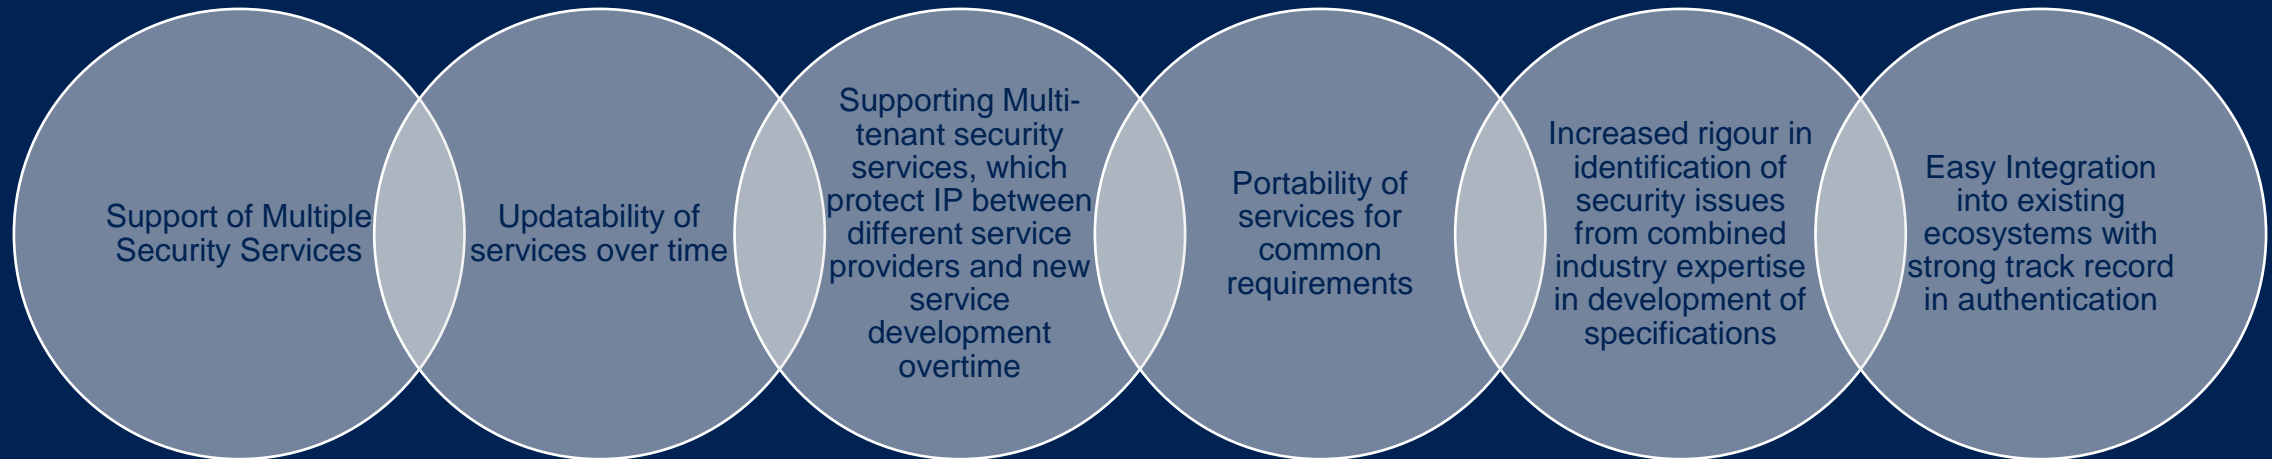 Support of Multiple
Security Services
Updatability of
services over time
Supporting Multi-
tenant security
services, which
protect IP between
different service
providers and new
service
development
overtime
Portability of
services for
common
requirements
Increased rigour in
identification of
security issues
from combined
industry expertise
in development of
specifications
Easy Integration
into existing
ecosystems with
strong track record
in authentication